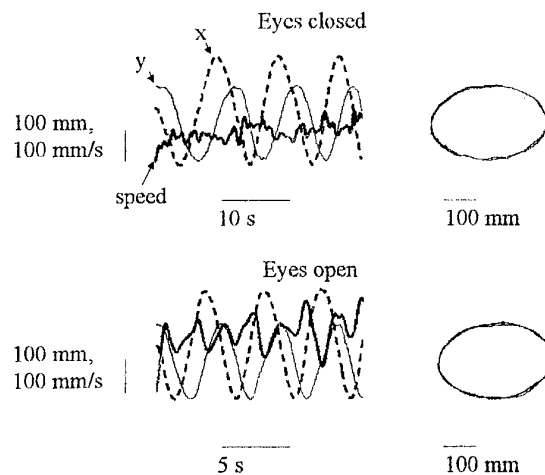 Eyes closed
x
y
100 mm,
100 mm/s
speed
10 s
100 mm
Eyes open
100 mm,
100 mm/s
5 s
100 mm